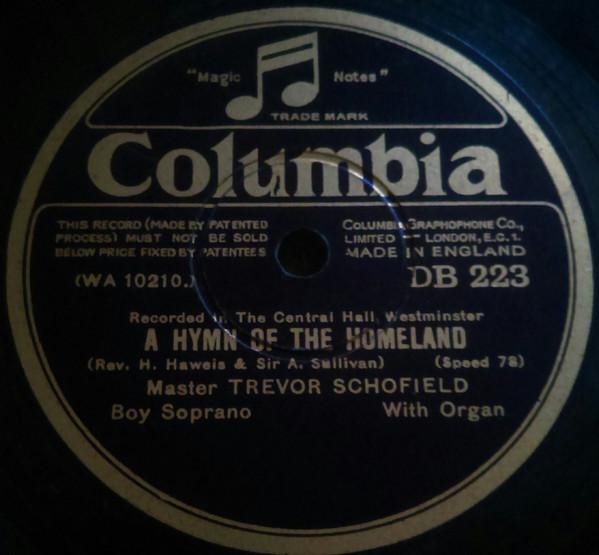 "Magic Notes"
TRADE MARK
Columbia
THIS RECORD (MADE BY PATENTED
PROCESS) MUST NOT BE SOLD
BELOW PRICE FIXED BY PATENTEES
COLUMBIA GRAPHOPHONE CO.,
LIMITED — LONDON, E.C. 1.
MADE IN ENGLAND
(WA 10210.)
DB 223
Recorded in The Central Hall, Westminster
A HYMN OF THE HOMELAND
(Rev. H. Haweis & Sir A. Sullivan) (Speed 78)
Master TREVOR SCHOFIELD
Boy Soprano With Organ